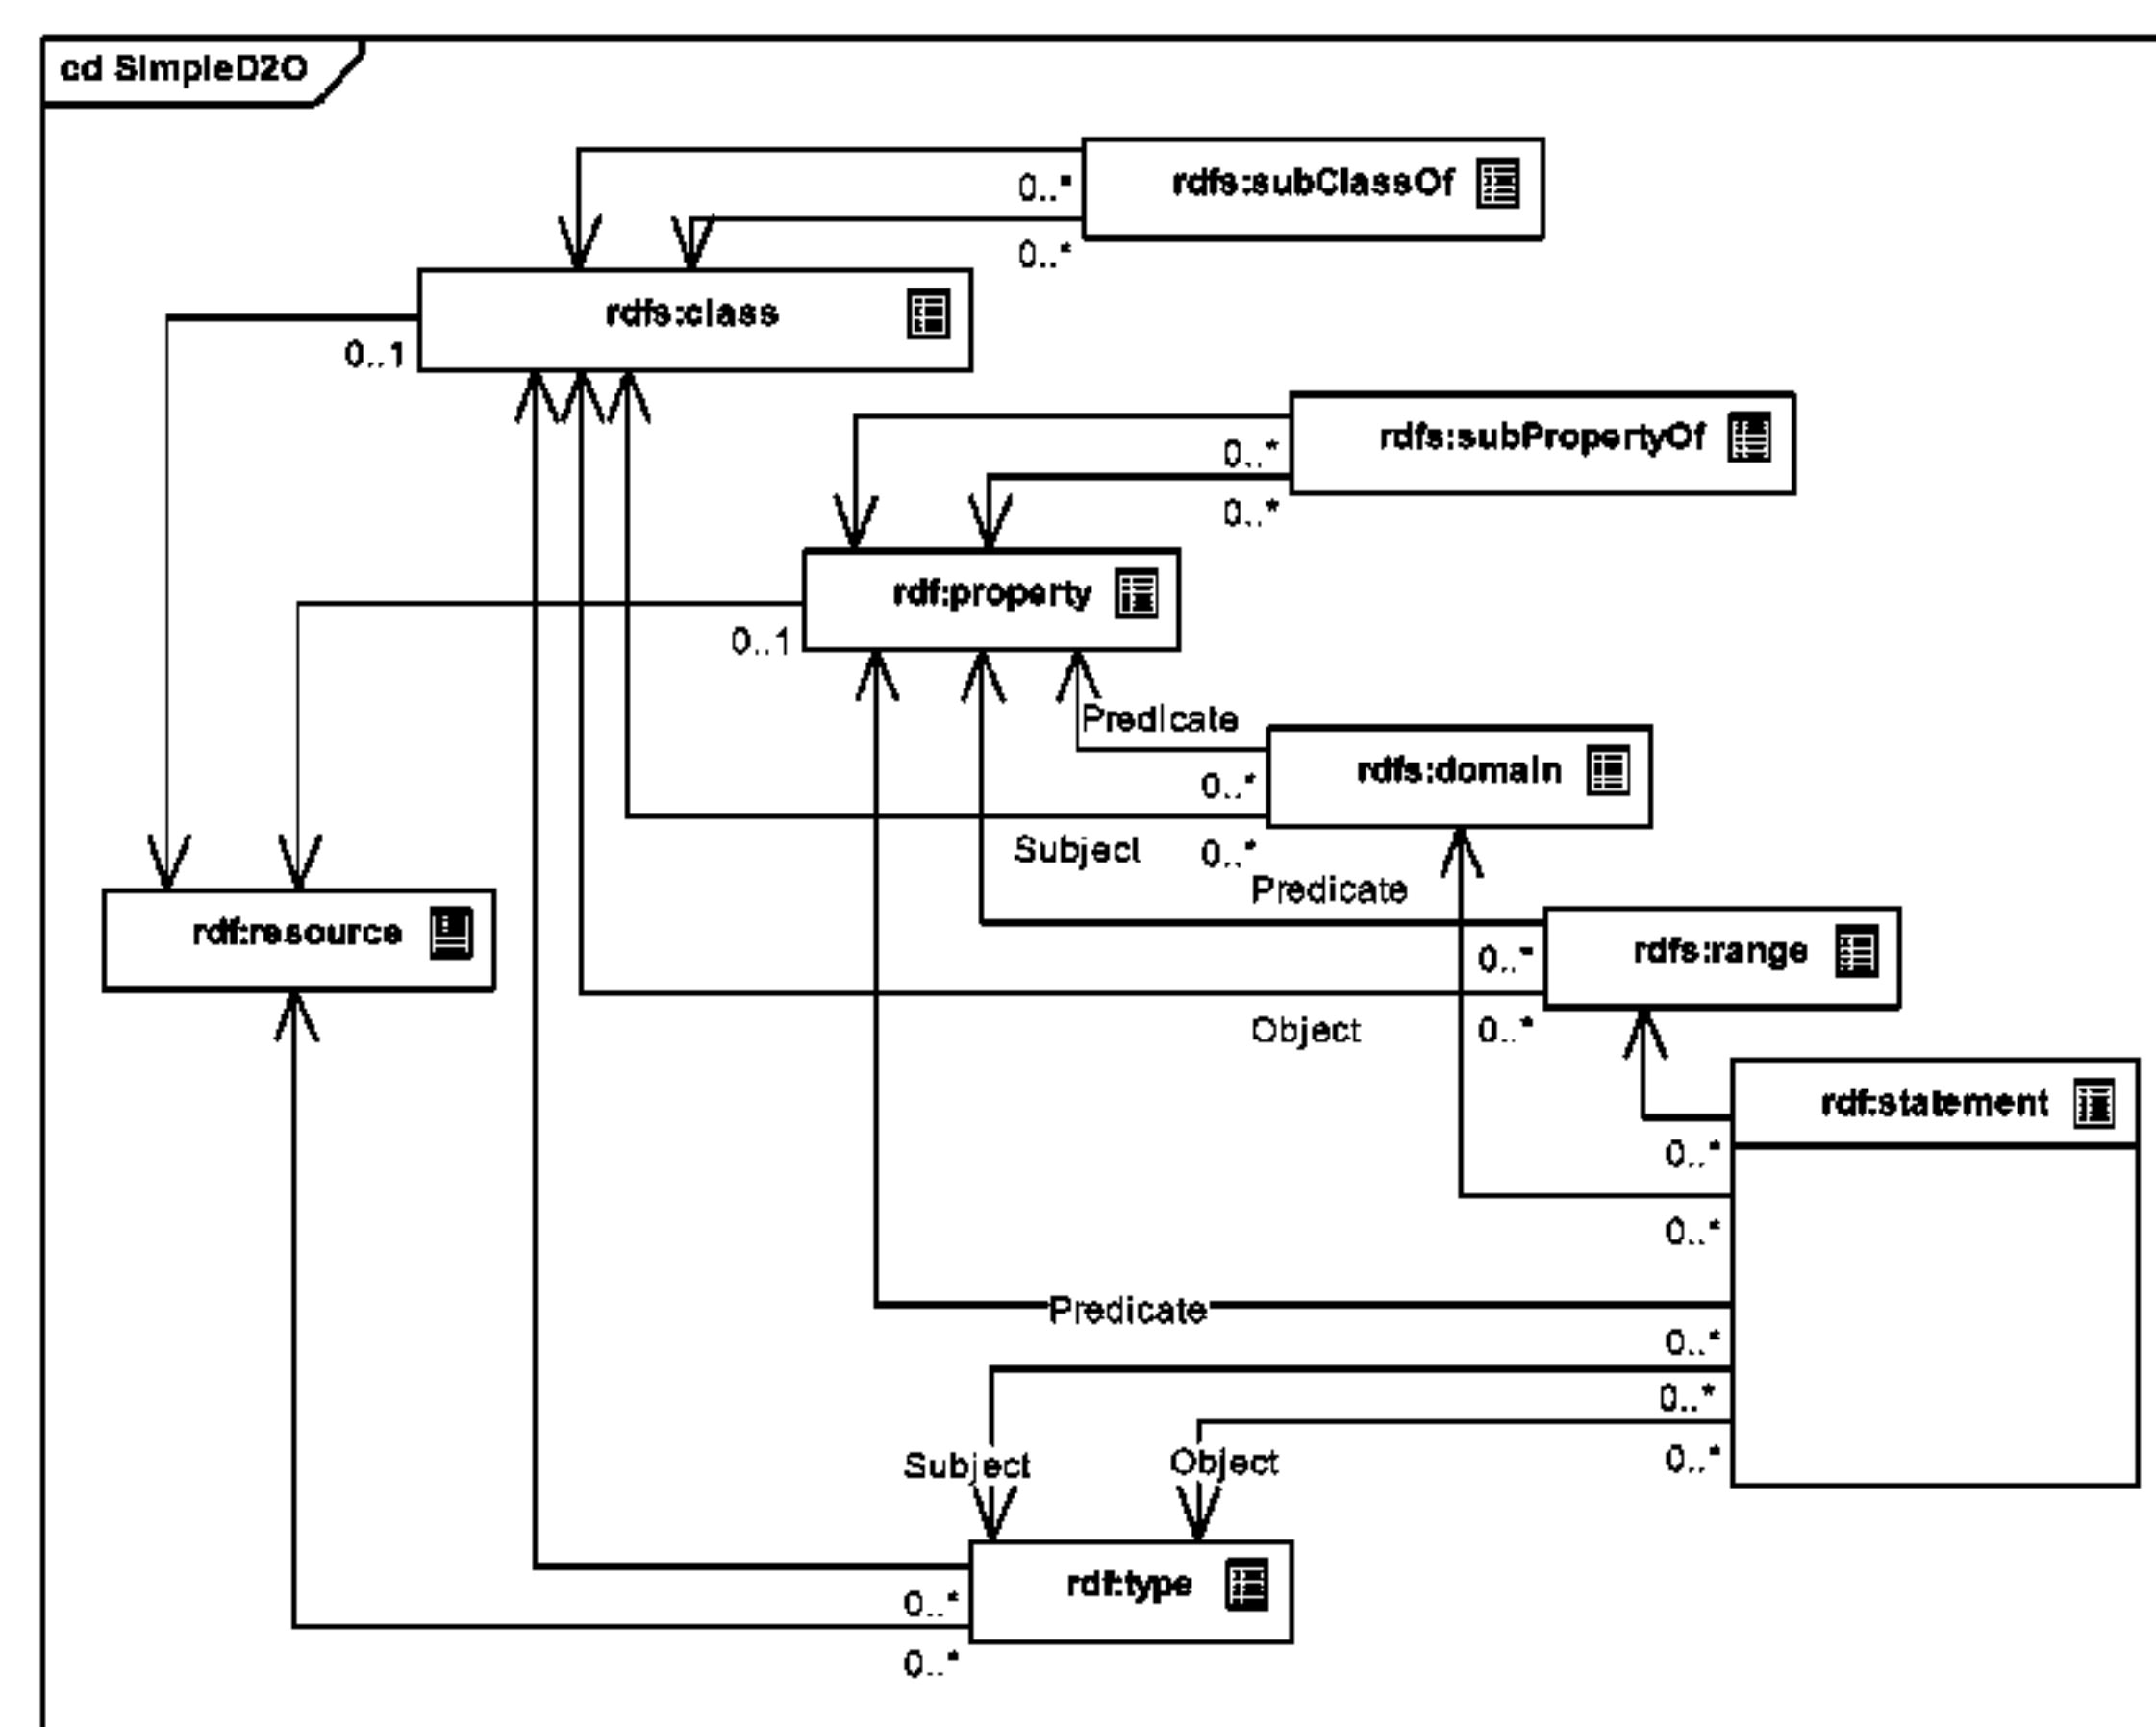 cd SimpleD2O
rdfs:subClassOf
0..*
0..*
rdfs:class
0..1
rdfs:subPropertyOf
0..*
0..*
rdf:property
0..1
Predicate
rdfs:domain
0..*
Subject
0..*
Predicate
rdf:resource
rdfs:range
0..*
Object
0..*
rdf:statement
0..*
0..*
Predicate
0..*
0..*
Subject
Object
0..*
rdf:type
0..*
0..*